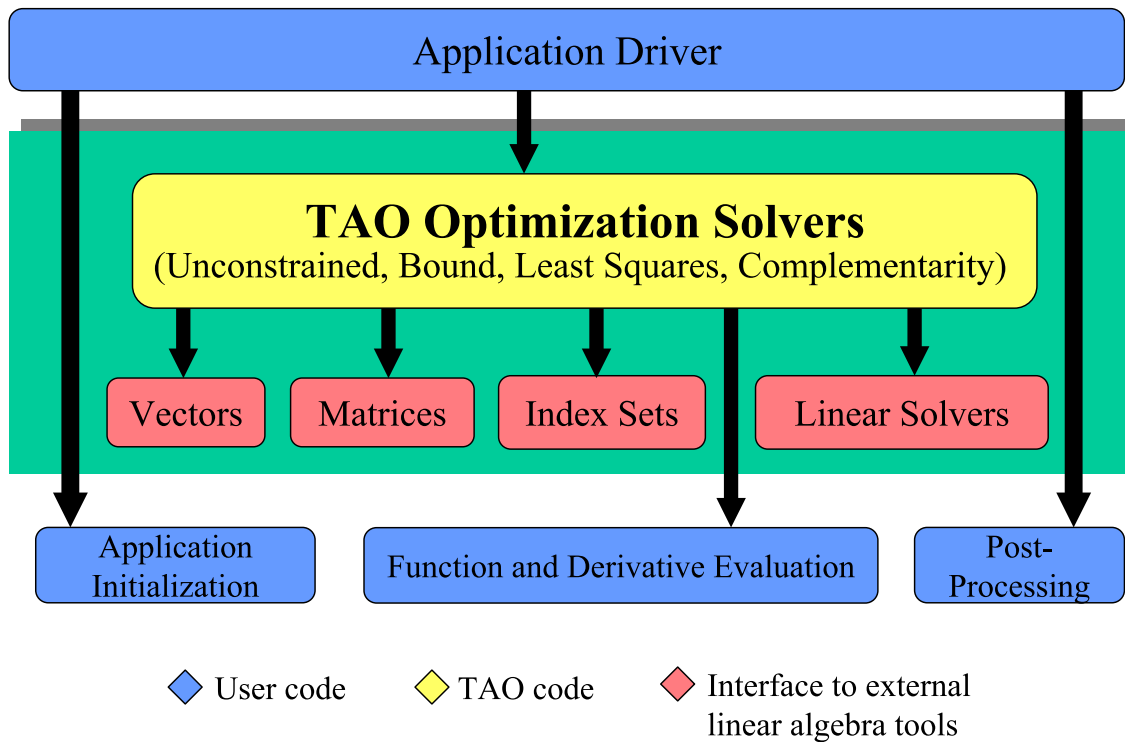 Application Driver
TAO Optimization Solvers
(Unconstrained, Bound, Least Squares, Complementarity)
Vectors
Matrices
Index Sets
Linear Solvers
Application
Initialization
Function and Derivative Evaluation
Post-
Processing
User code
TAO code
Interface to external
linear algebra tools